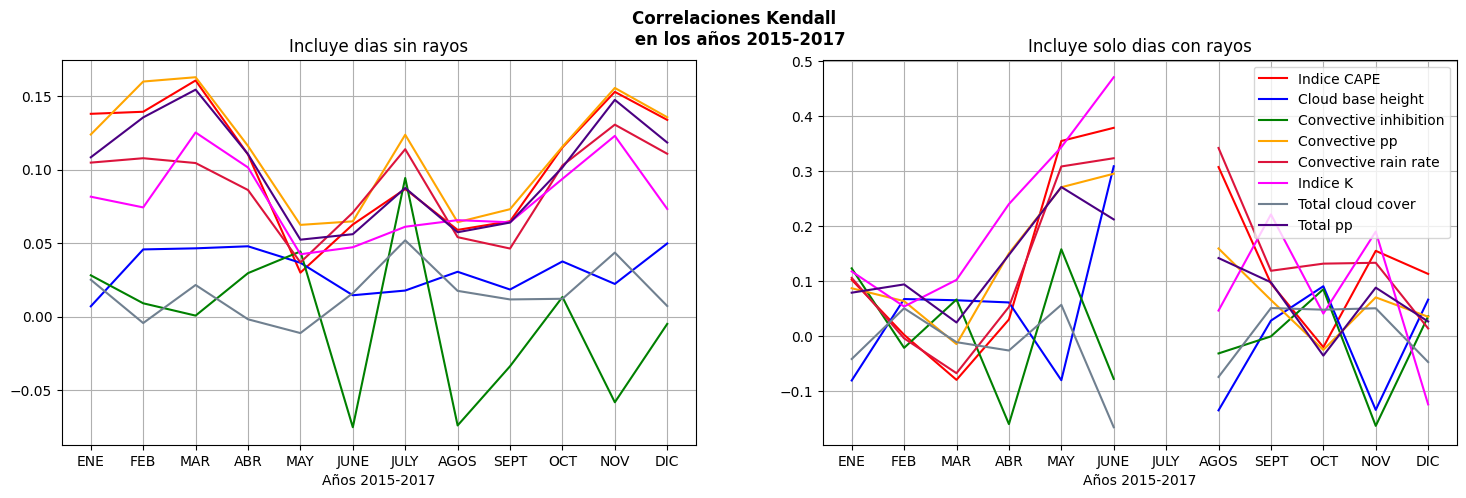 Correlaciones Kendall
en los años 2015-2017
Incluye dias sin rayos
0.15
0.10
0.05
0.00
−0.05
ENE FEB MAR ABR MAY JUNE JULY AGOS SEPT OCT NOV DIC
Años 2015-2017
Incluye solo dias con rayos
0.5
0.4
0.3
0.2
0.1
0.0
−0.1
Indice CAPE
Cloud base height
Convective inhibition
Convective pp
Convective rain rate
Indice K
Total cloud cover
Total pp
ENE FEB MAR ABR MAY JUNE JULY AGOS SEPT OCT NOV DIC
Años 2015-2017